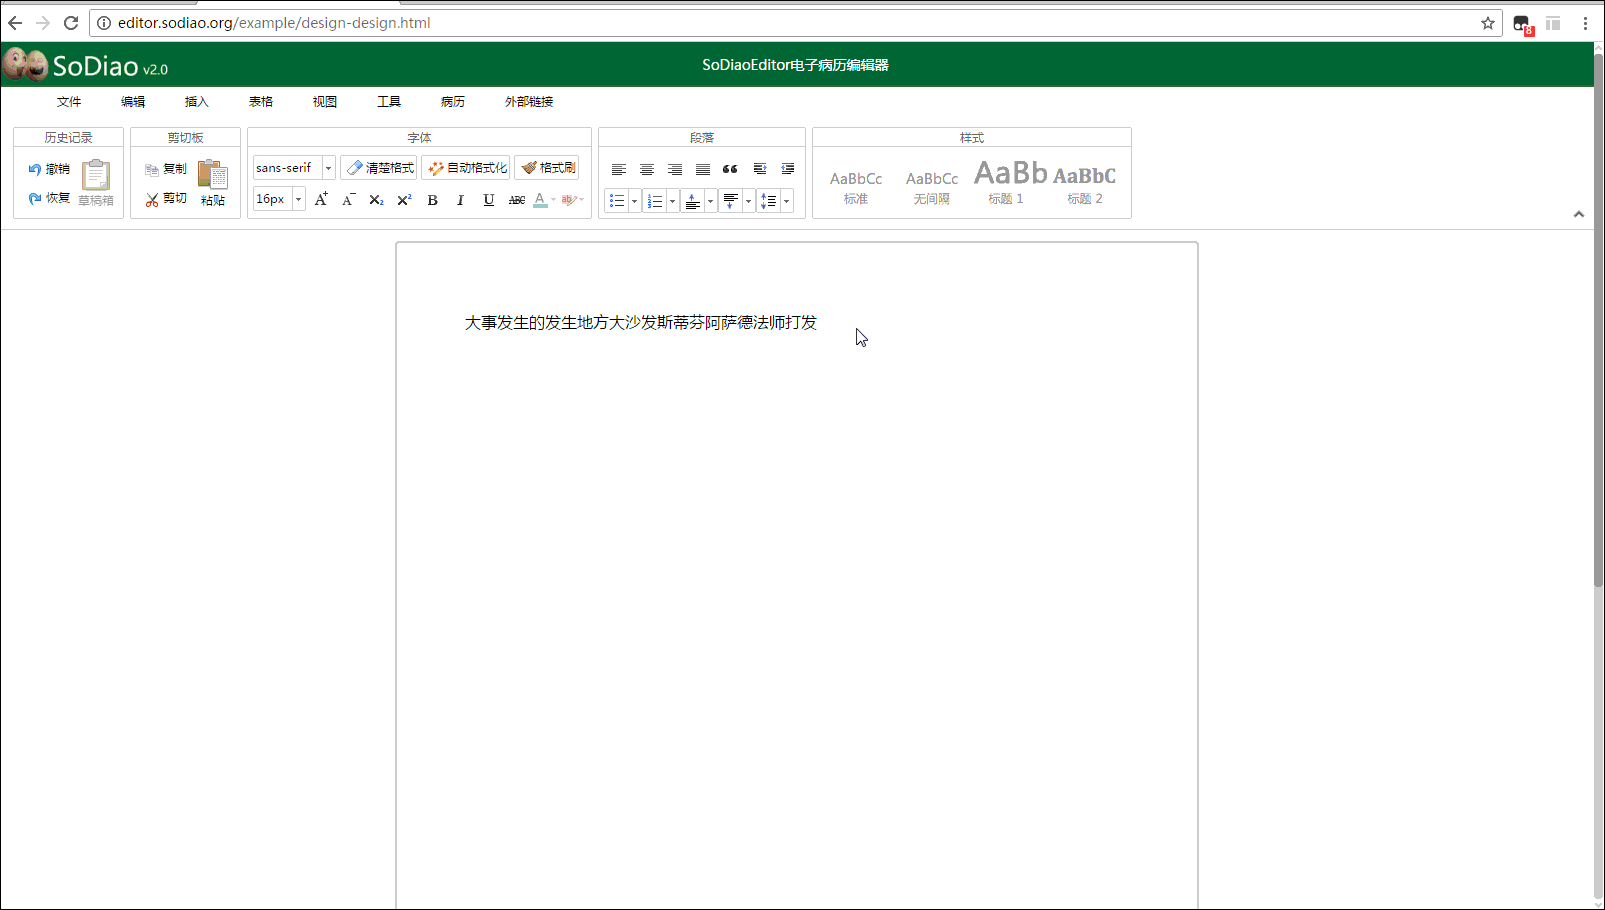 editor.sodiao.org/example/design-design.html
8
SoDiao v2.0
SoDiaoEditor电子病历编辑器
文件 编辑 插入 表格 视图 工具 病历 外部链接
历史记录 剪切板 字体 段落 样式
撤销 草稿箱 复制 粘贴 sans-serif 清楚格式 自动格式化 格式刷
恢复 剪切 16px A+ A- X₂ X² B I U ABC A ab
AaBbCc AaBbCc AaBb AaBbC
标准 无间隔 标题 1 标题 2
大事发生的发生地方大沙发斯蒂芬阿萨德法师打发